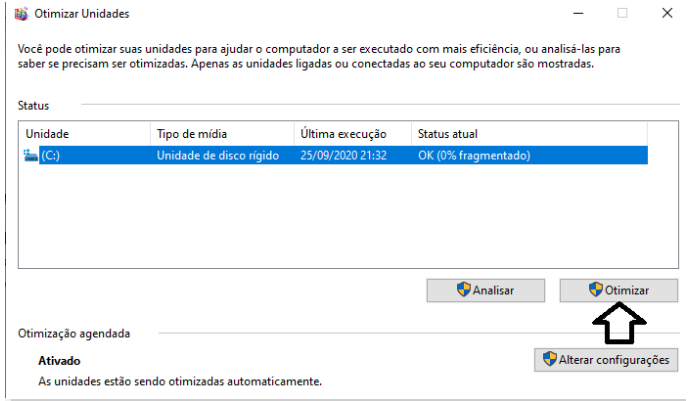 Otimizar Unidades
Você pode otimizar suas unidades para ajudar o computador a ser executado com mais eficiência, ou analisá-las para
saber se precisam ser otimizadas. Apenas as unidades ligadas ou conectadas ao seu computador são mostradas.
Status
Unidade Tipo de mídia Última execução Status atual
(C:) Unidade de disco rígido 25/09/2020 21:32 OK (0% fragmentado)
Analisar Otimizar
Otimização agendada
Ativado Alterar configurações
As unidades estão sendo otimizadas automaticamente.